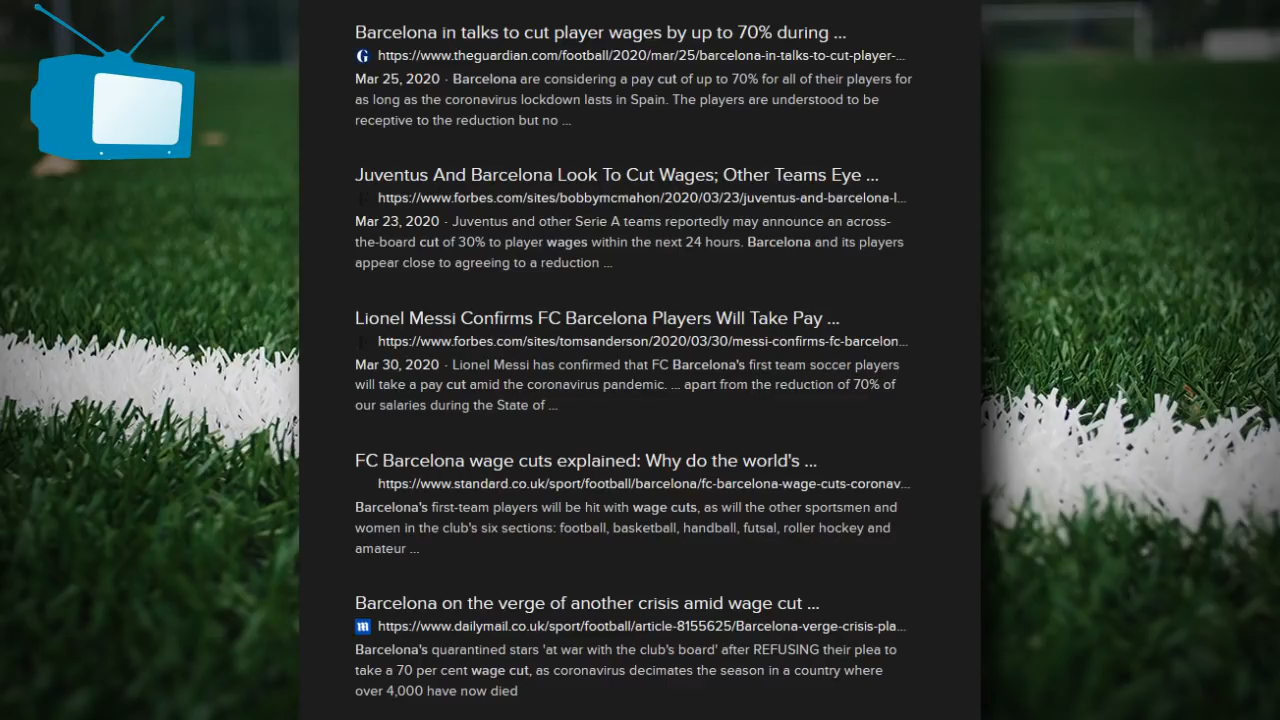 Barcelona in talks to cut player wages by up to 70% during ...
G https://www.theguardian.com/football/2020/mar/25/barcelona-in-talks-to-cut-player-...
Mar 25, 2020 · Barcelona are considering a pay cut of up to 70% for all of their players for
as long as the coronavirus lockdown lasts in Spain. The players are understood to be
receptive to the reduction but no ...
Juventus And Barcelona Look To Cut Wages; Other Teams Eye ...
https://www.forbes.com/sites/bobbymcmahon/2020/03/23/juventus-and-barcelona-l...
Mar 23, 2020 · Juventus and other Serie A teams reportedly may announce an across-
the-board cut of 30% to player wages within the next 24 hours. Barcelona and its players
appear close to agreeing to a reduction ...
Lionel Messi Confirms FC Barcelona Players Will Take Pay ...
https://www.forbes.com/sites/tomsanderson/2020/03/30/messi-confirms-fc-barcelon...
Mar 30, 2020 · Lionel Messi has confirmed that FC Barcelona's first team soccer players
will take a pay cut amid the coronavirus pandemic. ... apart from the reduction of 70% of
our salaries during the State of ...
FC Barcelona wage cuts explained: Why do the world's ...
https://www.standard.co.uk/sport/football/barcelona/fc-barcelona-wage-cuts-coronav...
Barcelona's first-team players will be hit with wage cuts, as will the other sportsmen and
women in the club's six sections: football, basketball, handball, futsal, roller hockey and
amateur ...
Barcelona on the verge of another crisis amid wage cut ...
m https://www.dailymail.co.uk/sport/football/article-8155625/Barcelona-verge-crisis-pla...
Barcelona's quarantined stars 'at war with the club's board' after REFUSING their plea to
take a 70 per cent wage cut, as coronavirus decimates the season in a country where
over 4,000 have now died